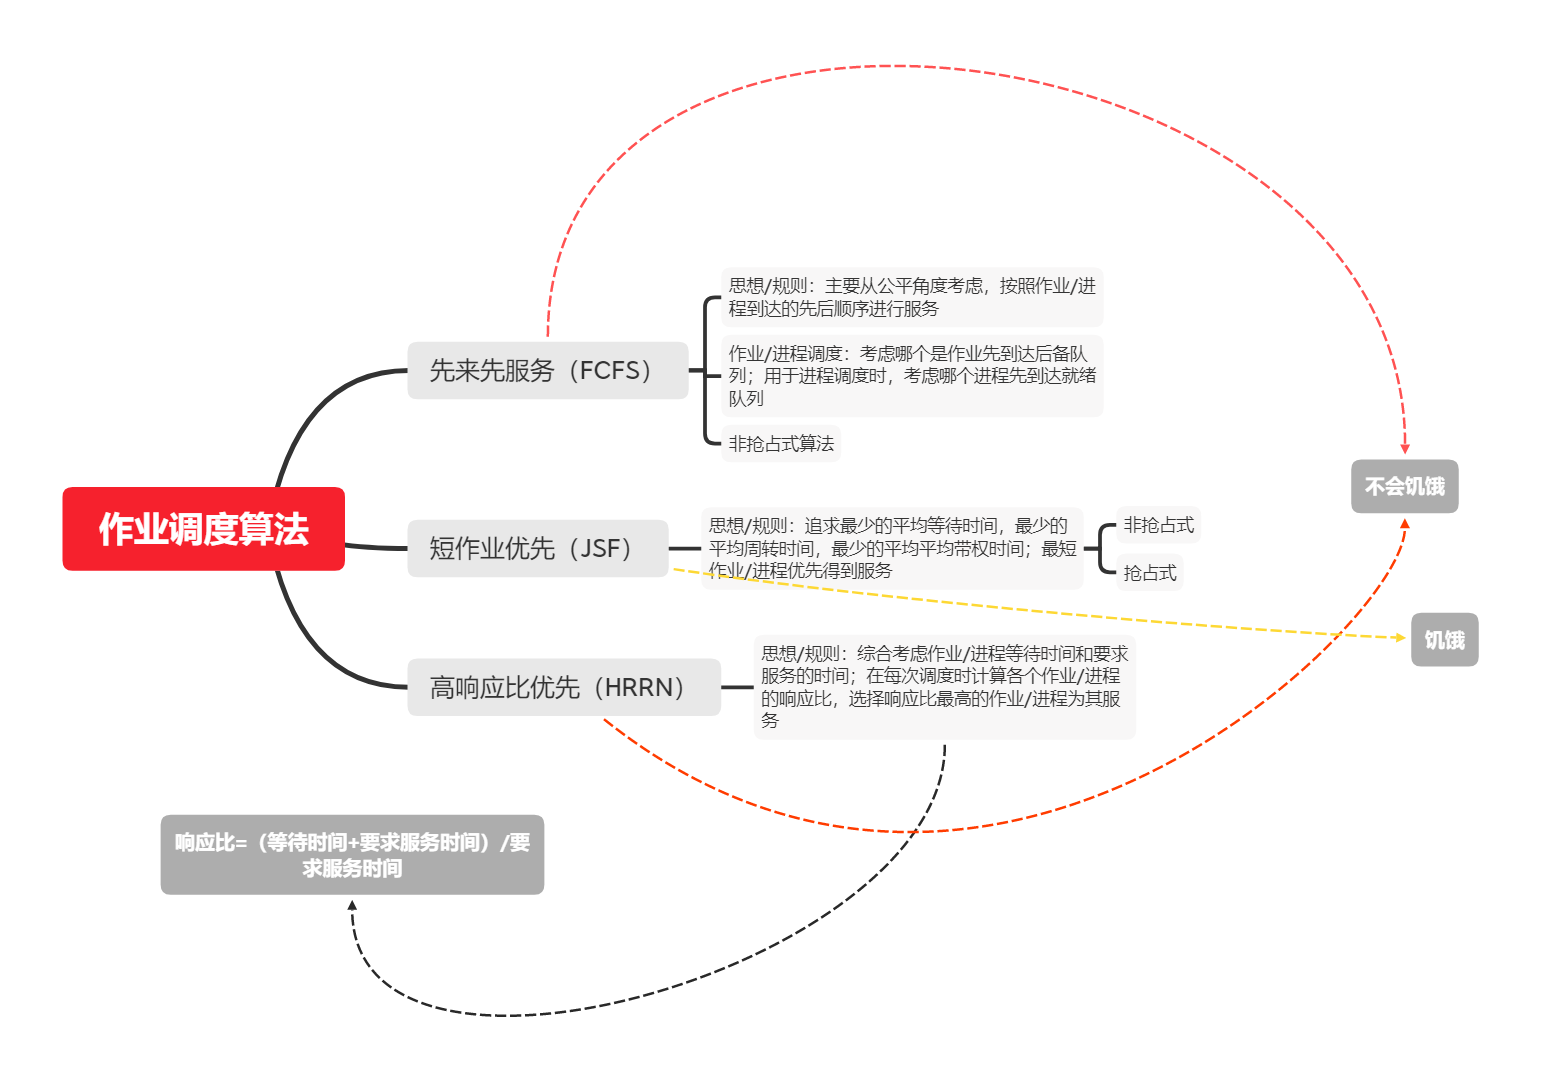 作业调度算法
先来先服务（FCFS）
思想/规则：主要从公平角度考虑，按照作业/进
程到达的先后顺序进行服务
作业/进程调度：考虑哪个是作业先到达后备队
列；用于进程调度时，考虑哪个进程先到达就绪
队列
非抢占式算法
短作业优先（JSF）
思想/规则：追求最少的平均等待时间，最少的
平均周转时间，最少的平均平均带权时间；最短
作业/进程优先得到服务
非抢占式
抢占式
高响应比优先（HRRN）
思想/规则：综合考虑作业/进程等待时间和要求
服务的时间；在每次调度时计算各个作业/进程
的响应比，选择响应比最高的作业/进程为其服
务
不会饥饿
饥饿
响应比=（等待时间+要求服务时间）/要
求服务时间